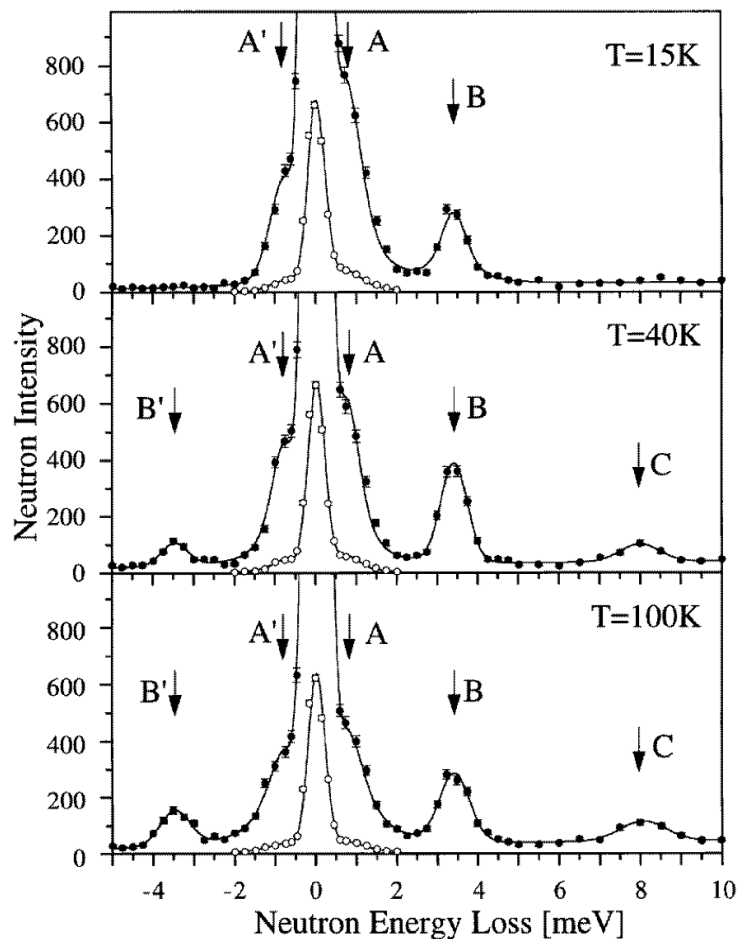 A' A T=15K
B
800
600
400
200
0
A' A T=40K
B' B C
800
600
400
200
0
A' A T=100K
B' B C
800
600
400
200
0
-4 -2 0 2 4 6 8 10
Neutron Energy Loss [meV]
Neutron Intensity